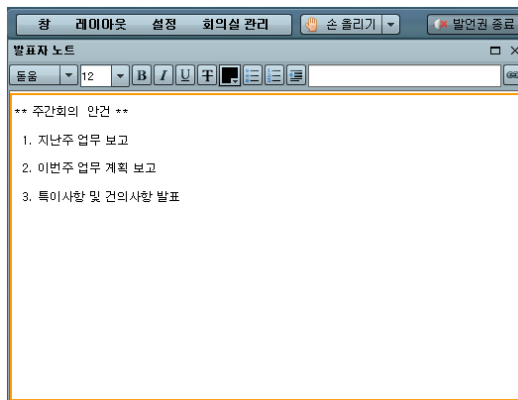 창 레이아웃 설정 회의실 관리 손 올리기 발언권 종료
발표자 노트
돋움 12 B I U T
** 주간회의 안건 **
1. 지난주 업무 보고
2. 이번주 업무 계획 보고
3. 특이사항 및 건의사항 발표